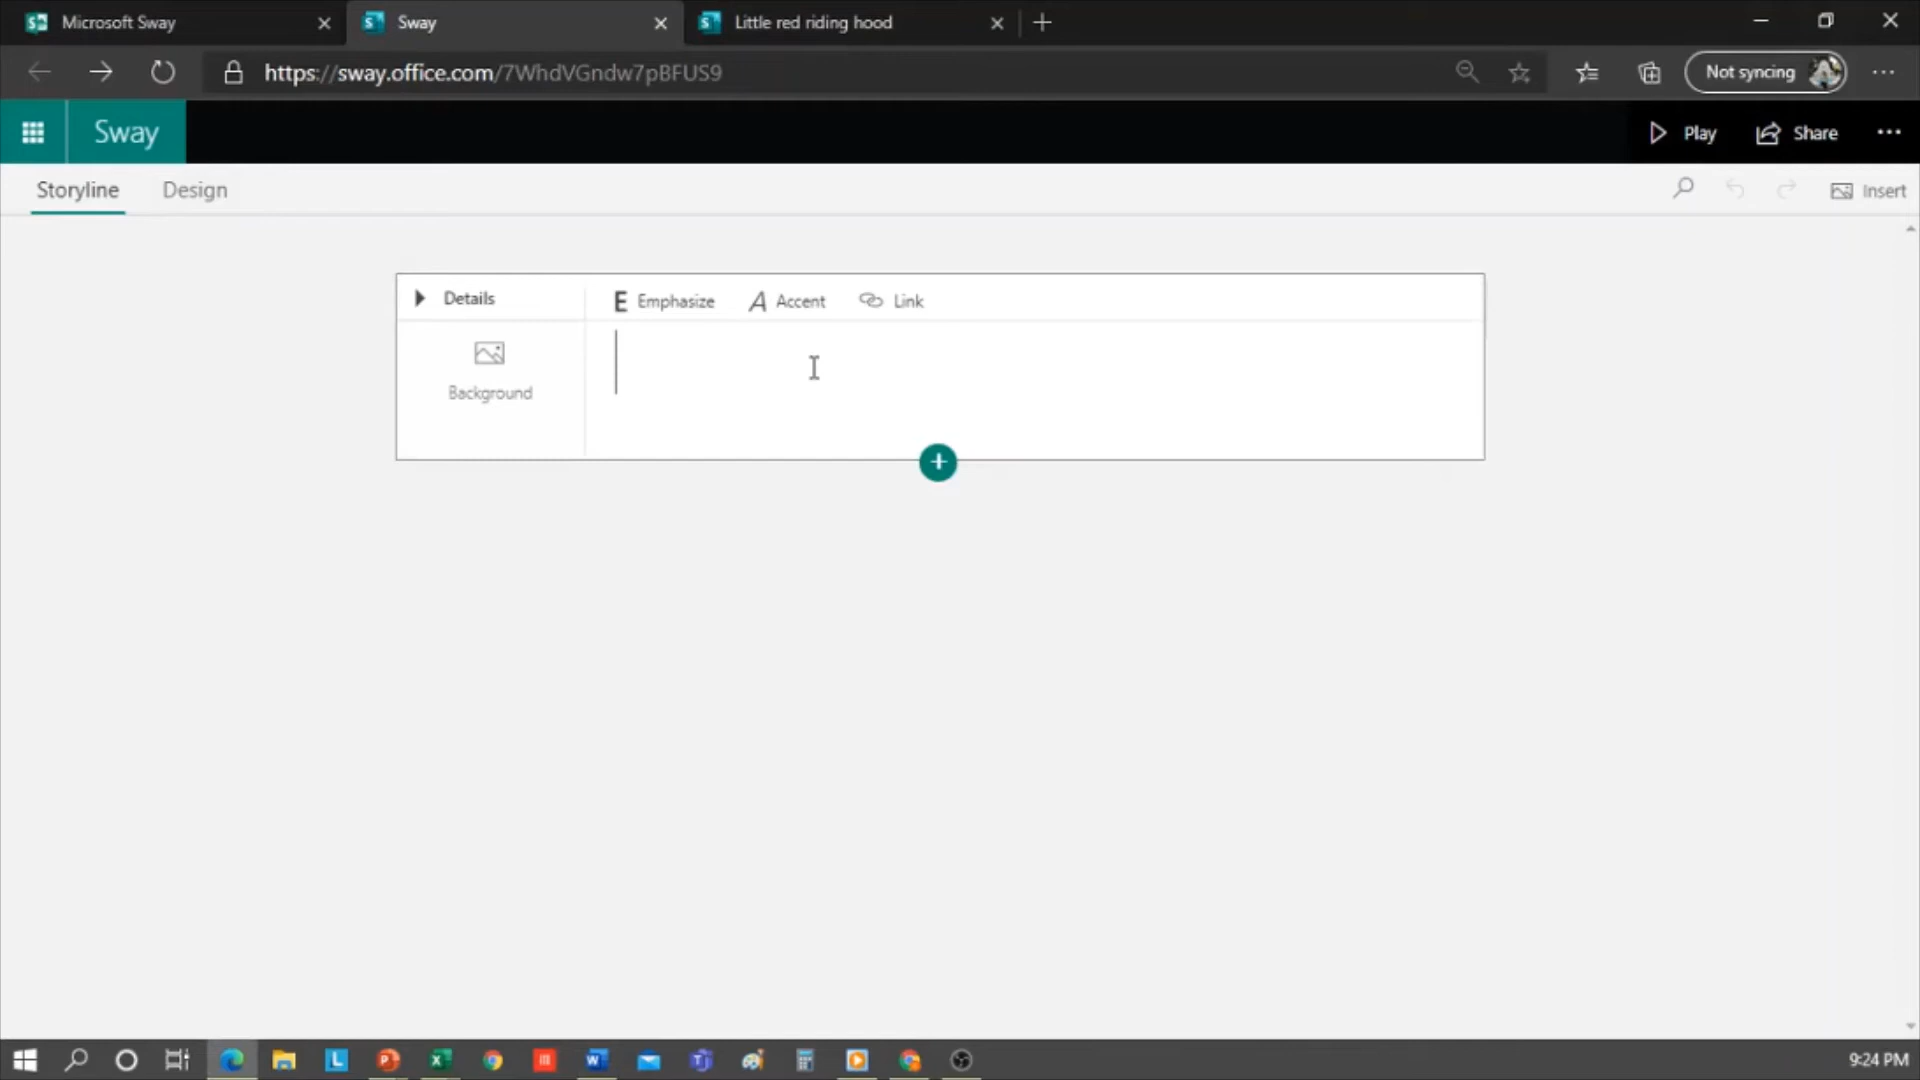 Microsoft Sway
Sway
Little red riding hood
https://sway.office.com/7WhdVGndw7pBFUS9
Not syncing
Sway
Play
Share
Storyline
Design
Insert
Details
E Emphasize
A Accent
Link
Background
9:24 PM